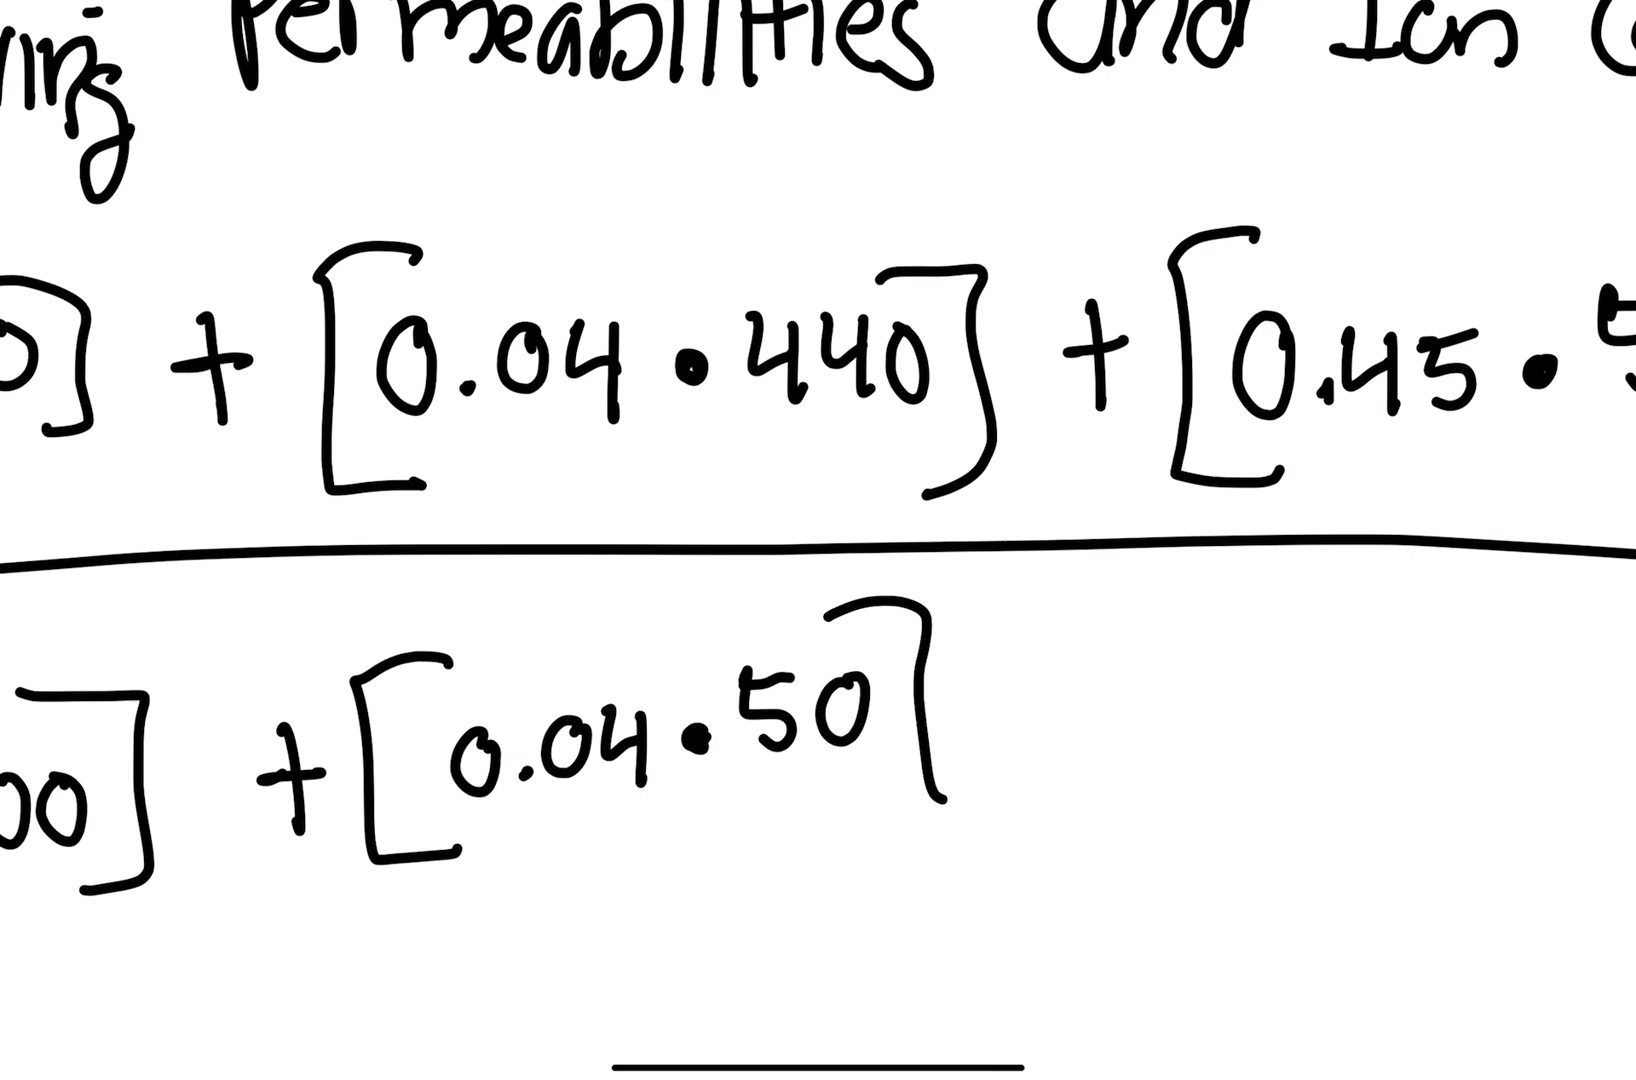 Permeabilities and Ion
0] + [0.04 • 440] + [0.45 • 5
00] + [0.04 • 50]